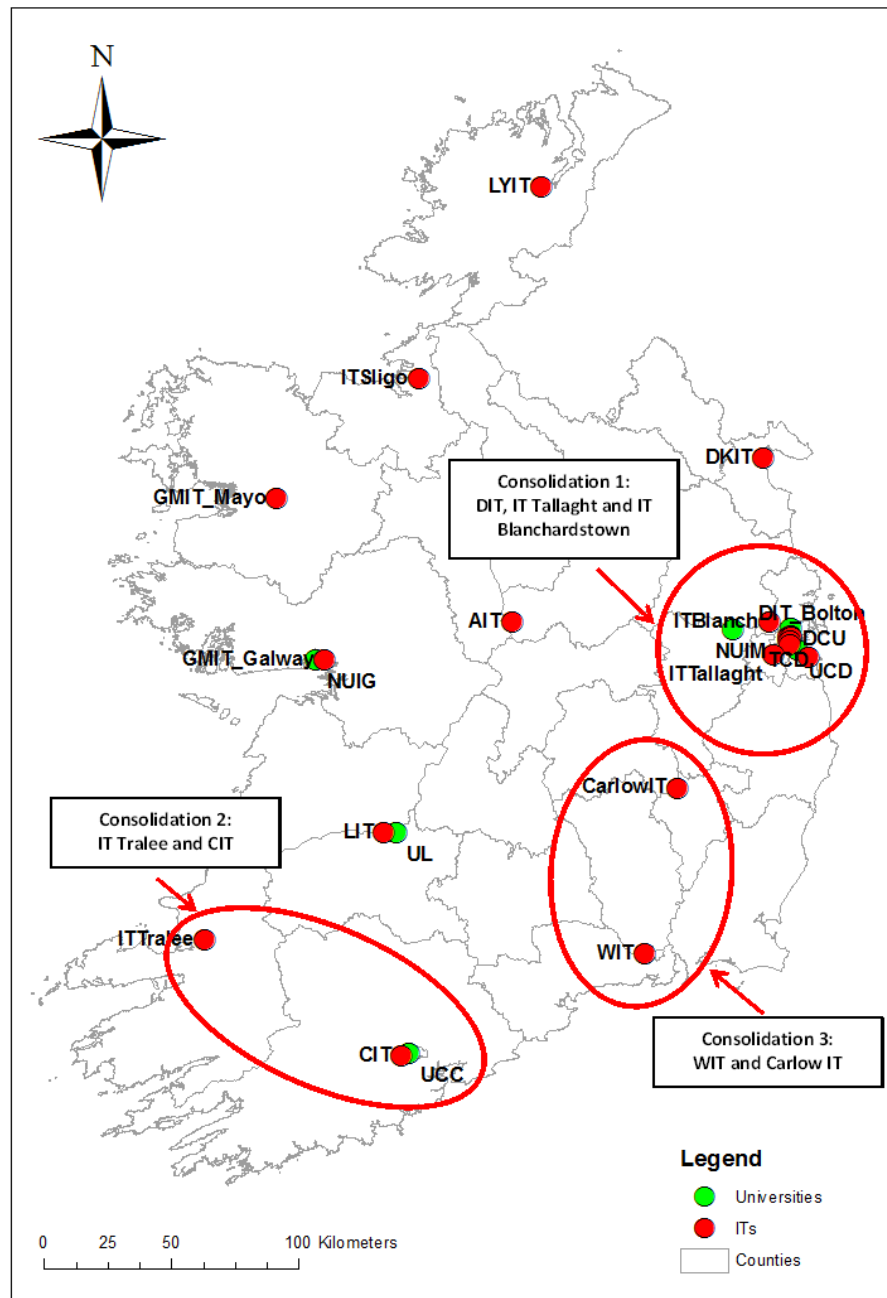 N
LYIT
ITSligo
DKIT
Consolidation 1:
DIT, IT Tallaght and IT
Blanchardstown
GMIT_Mayo
AIT
ITBlanch
DIT_Bolton
DCU
NUIM
TCD
ITTallaght
UCD
GMIT_Galway
NUIG
CarlowIT
Consolidation 2:
IT Tralee and CIT
LIT
UL
ITTralee
WIT
Consolidation 3:
WIT and Carlow IT
CIT
UCC
Legend
Universities
ITs
Counties
0 25 50 100 Kilometers